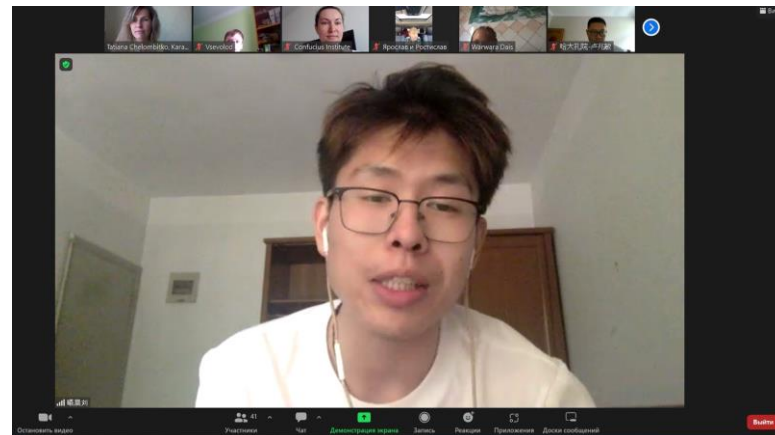 Tatiana Chelombitko, Kara...
Vsevolod
Confucius Institute
Ярослав и Ростислав
Warwara Dais
41
Остановить видео
Участники
Чат
Демонстрация экрана
Запись
Реакции
Приложения
Доски сообщений
Выйти